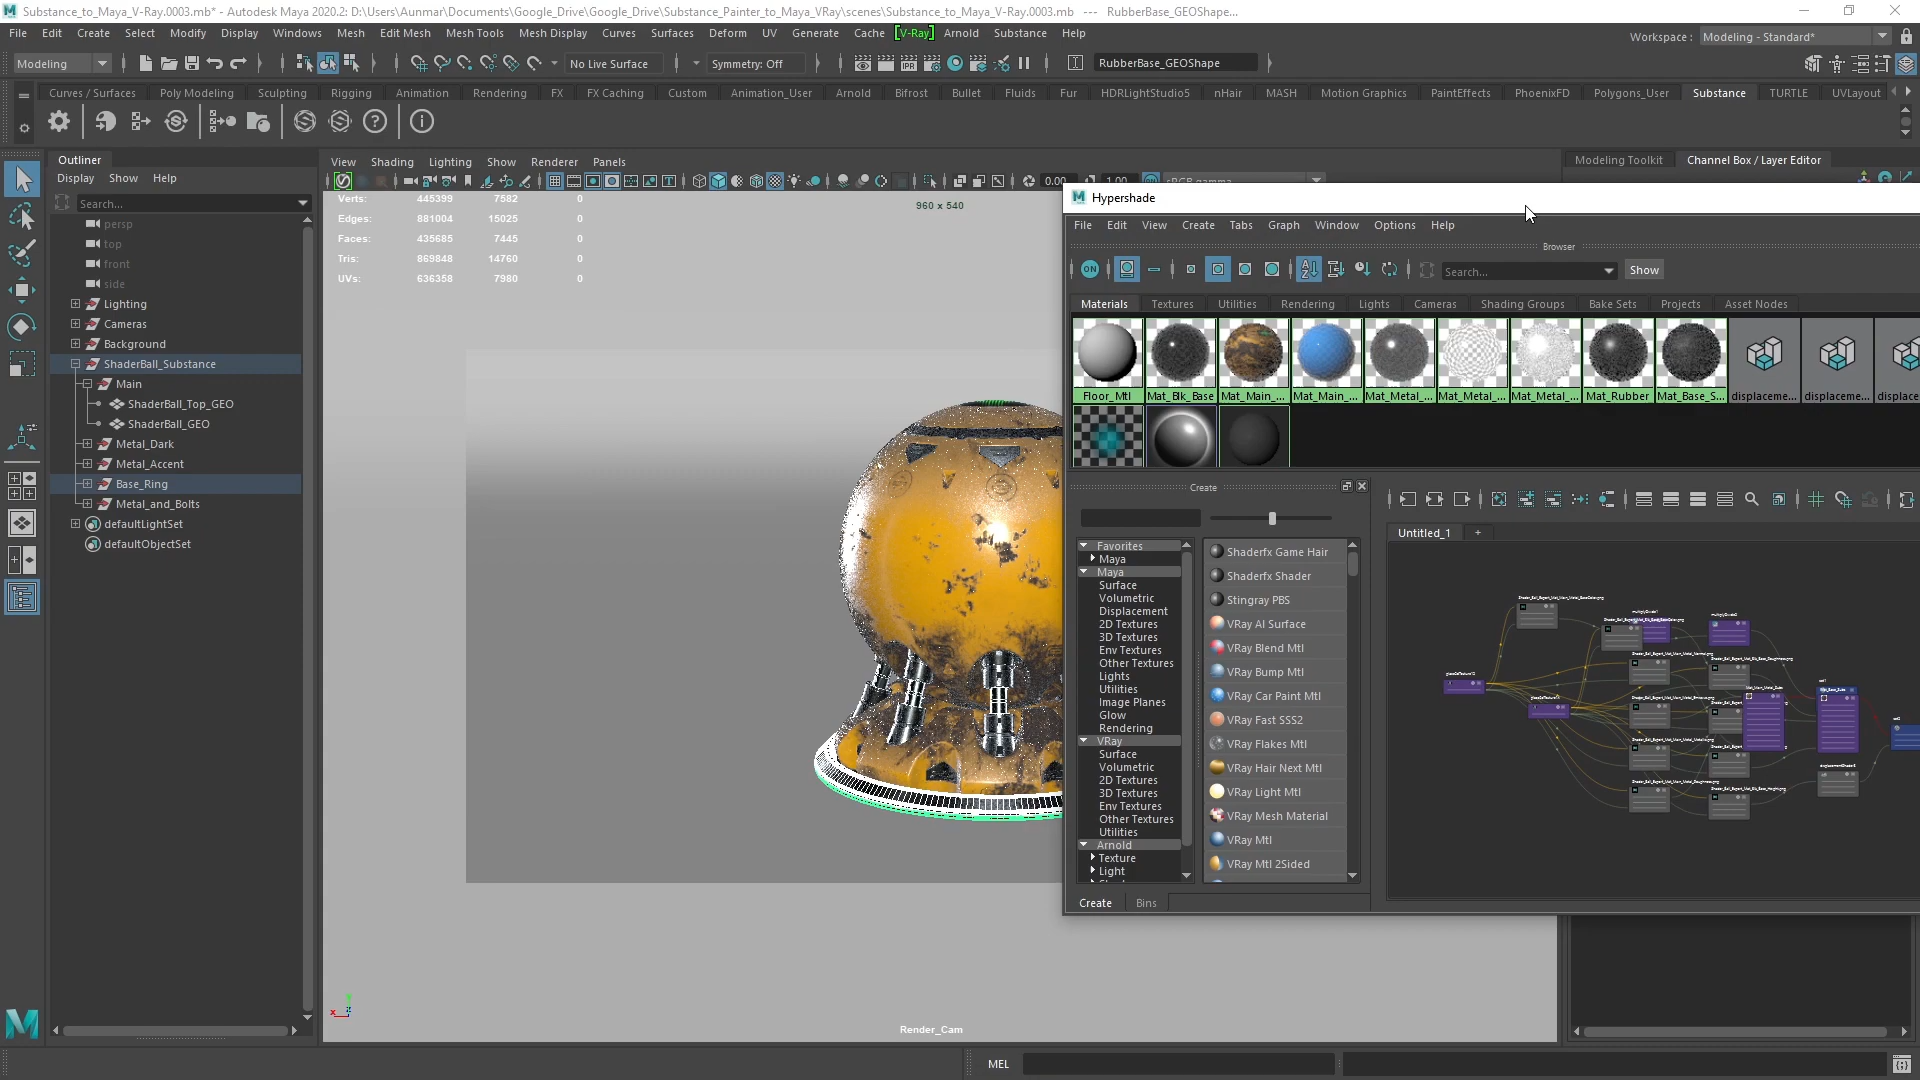 Substance_to_Maya_V-Ray.0003.mb* - Autodesk Maya 2020.2: D:\Users\Aunmar\Documents\Google_Drive\Google_Drive\Substance_Painter_to_Maya_VRay\scenes\Substance_to_Maya_V-Ray.0003.mb --- RubberBase_GEOShape...
File Edit Create Select Modify Display Windows Mesh Edit Mesh Mesh Tools Mesh Display Curves Surfaces Deform UV Generate Cache [V-Ray] Arnold Substance Help
Workspace : Modeling - Standard*
Modeling No Live Surface Symmetry: Off IPR RubberBase_GEOShape
Curves / Surfaces Poly Modeling Sculpting Rigging Animation Rendering FX FX Caching Custom Animation_User Arnold Bifrost Bullet Fluids Fur HDRLightStudio5 nHair MASH Motion Graphics PaintEffects PhoenixFD Polygons_User Substance TURTLE UVLayout
Outliner
Display Show Help
Search...
persp
top
front
side
Lighting
Cameras
Background
ShaderBall_Substance
Main
ShaderBall_Top_GEO
ShaderBall_GEO
Metal_Dark
Metal_Accent
Base_Ring
Metal_and_Bolts
defaultLightSet
defaultObjectSet
View Shading Lighting Show Renderer Panels
0.00 1.00 sRGB gamma
Verts: 445399 7582 0
Edges: 881004 15025 0
Faces: 435685 7445 0
Tris: 869848 14760 0
UVs: 636358 7980 0
960 x 540
Render_Cam
Modeling Toolkit Channel Box / Layer Editor
Hypershade
File Edit View Create Tabs Graph Window Options Help
Browser
ON Search... Show
Materials Textures Utilities Rendering Lights Cameras Shading Groups Bake Sets Projects Asset Nodes
Floor_Mtl Mat_Blk_Base Mat_Main_... Mat_Main_... Mat_Metal_... Mat_Metal_... Mat_Metal_... Mat_Rubber Mat_Base_S... displaceme... displaceme... displace
Create
Untitled_1 +
Favorites
Maya
Maya
Surface
Volumetric
Displacement
2D Textures
3D Textures
Env Textures
Other Textures
Lights
Utilities
Image Planes
Glow
Rendering
VRay
Surface
Volumetric
2D Textures
3D Textures
Env Textures
Other Textures
Utilities
Arnold
Texture
Light
Shaderfx Game Hair
Shaderfx Shader
Stingray PBS
VRay Al Surface
VRay Blend Mtl
VRay Bump Mtl
VRay Car Paint Mtl
VRay Fast SSS2
VRay Flakes Mtl
VRay Hair Next Mtl
VRay Light Mtl
VRay Mesh Material
VRay Mtl
VRay Mtl 2Sided
Create Bins
MEL